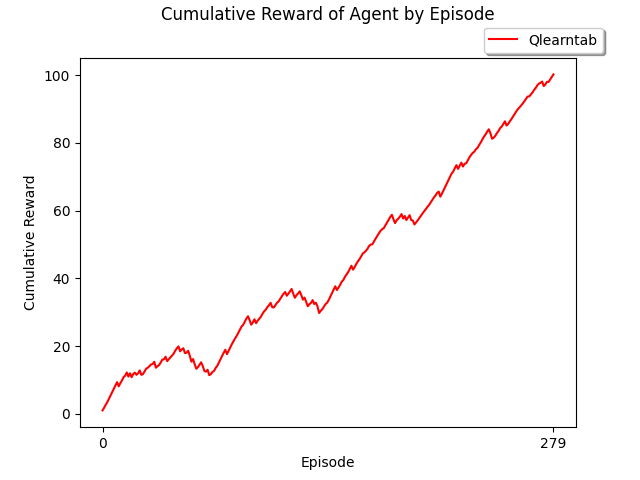 Cumulative Reward of Agent by Episode
Qlearntab
100
80
60
40
20
0
Cumulative Reward
0
279
Episode